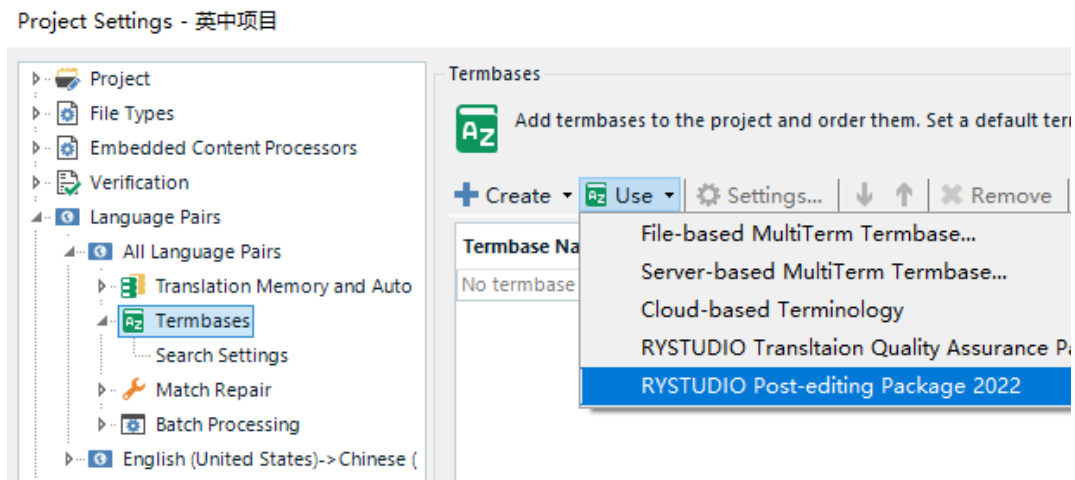 Project Settings - 英中项目
Project
File Types
Embedded Content Processors
Verification
Language Pairs
All Language Pairs
Translation Memory and Auto
Termbases
Search Settings
Match Repair
Batch Processing
English (United States)->Chinese (
Termbases
Add termbases to the project and order them. Set a default ter
Create
Use
Settings...
Remove
Termbase Na
No termbase
File-based MultiTerm Termbase...
Server-based MultiTerm Termbase...
Cloud-based Terminology
RYSTUDIO Transltaion Quality Assurance Pa
RYSTUDIO Post-editing Package 2022